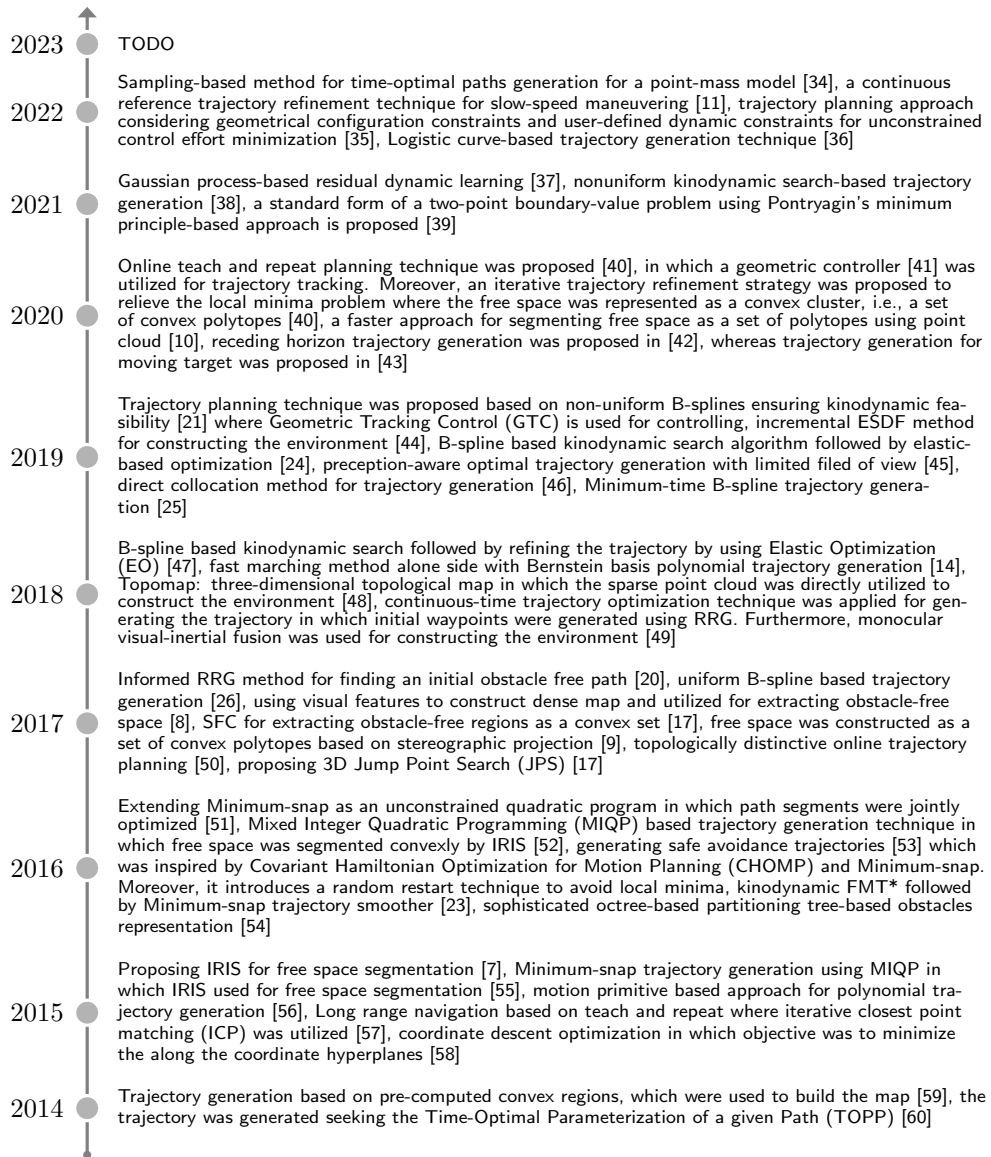 2023
TODO
2022
Sampling-based method for time-optimal paths generation for a point-mass model [34], a continuous
reference trajectory refinement technique for slow-speed maneuvering [11], trajectory planning approach
considering geometrical configuration constraints and user-defined dynamic constraints for unconstrained
control effort minimization [35], Logistic curve-based trajectory generation technique [36]
2021
Gaussian process-based residual dynamic learning [37], nonuniform kinodynamic search-based trajectory
generation [38], a standard form of a two-point boundary-value problem using Pontryagin's minimum
principle-based approach is proposed [39]
2020
Online teach and repeat planning technique was proposed [40], in which a geometric controller [41] was
utilized for trajectory tracking. Moreover, an iterative trajectory refinement strategy was proposed to
relieve the local minima problem where the free space was represented as a convex cluster, i.e., a set
of convex polytopes [40], a faster approach for segmenting free space as a set of polytopes using point
cloud [10], receding horizon trajectory generation was proposed in [42], whereas trajectory generation for
moving target was proposed in [43]
2019
Trajectory planning technique was proposed based on non-uniform B-splines ensuring kinodynamic fea-
sibility [21] where Geometric Tracking Control (GTC) is used for controlling, incremental ESDF method
for constructing the environment [44], B-spline based kinodynamic search algorithm followed by elastic-
based optimization [24], preception-aware optimal trajectory generation with limited filed of view [45],
direct collocation method for trajectory generation [46], Minimum-time B-spline trajectory genera-
tion [25]
2018
B-spline based kinodynamic search followed by refining the trajectory by using Elastic Optimization
(EO) [47], fast marching method alone side with Bernstein basis polynomial trajectory generation [14],
Topomap: three-dimensional topological map in which the sparse point cloud was directly utilized to
construct the environment [48], continuous-time trajectory optimization technique was applied for gen-
erating the trajectory in which initial waypoints were generated using RRG. Furthermore, monocular
visual-inertial fusion was used for constructing the environment [49]
2017
Informed RRG method for finding an initial obstacle free path [20], uniform B-spline based trajectory
generation [26], using visual features to construct dense map and utilized for extracting obstacle-free
space [8], SFC for extracting obstacle-free regions as a convex set [17], free space was constructed as a
set of convex polytopes based on stereographic projection [9], topologically distinctive online trajectory
planning [50], proposing 3D Jump Point Search (JPS) [17]
2016
Extending Minimum-snap as an unconstrained quadratic program in which path segments were jointly
optimized [51], Mixed Integer Quadratic Programming (MIQP) based trajectory generation technique in
which free space was segmented convexly by IRIS [52], generating safe avoidance trajectories [53] which
was inspired by Covariant Hamiltonian Optimization for Motion Planning (CHOMP) and Minimum-snap.
Moreover, it introduces a random restart technique to avoid local minima, kinodynamic FMT* followed
by Minimum-snap trajectory smoother [23], sophisticated octree-based partitioning tree-based obstacles
representation [54]
2015
Proposing IRIS for free space segmentation [7], Minimum-snap trajectory generation using MIQP in
which IRIS used for free space segmentation [55], motion primitive based approach for polynomial tra-
jectory generation [56], Long range navigation based on teach and repeat where iterative closest point
matching (ICP) was utilized [57], coordinate descent optimization in which objective was to minimize
the along the coordinate hyperplanes [58]
2014
Trajectory generation based on pre-computed convex regions, which were used to build the map [59], the
trajectory was generated seeking the Time-Optimal Parameterization of a given Path (TOPP) [60]